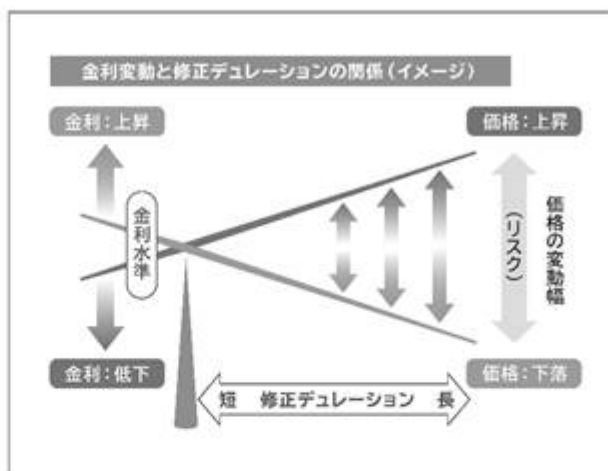 金利変動と修正デュレーションの関係(イメージ)
金利:上昇
価格:上昇
金利水準
価格の変動幅
(リスク)
金利:低下
価格:下落
短 修正デュレーション 長